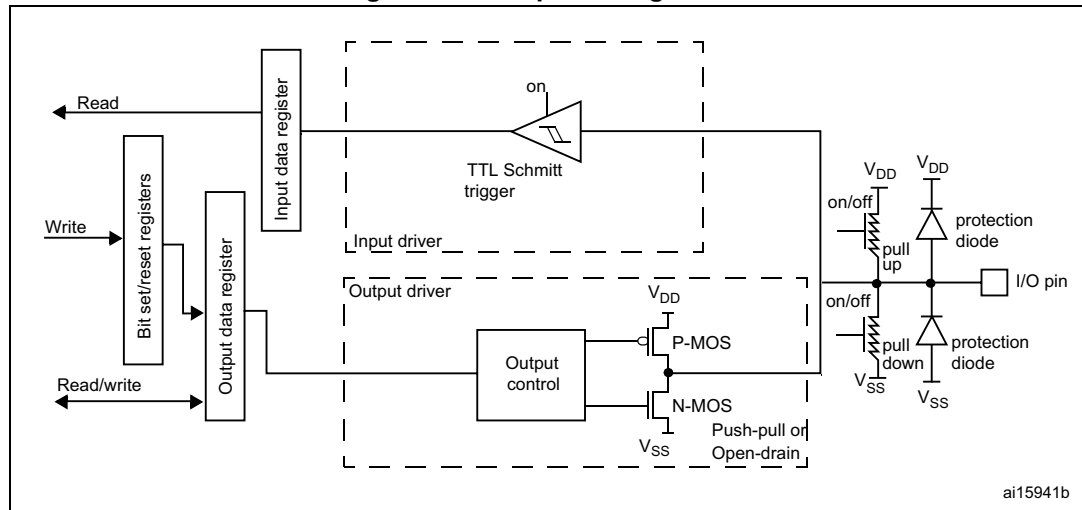 Read
Bit set/reset registers
Write
Read/write
Output data register
Input data register
on
TTL Schmitt
trigger
Input driver
Output driver
VDD
P-MOS
Output
control
N-MOS
VSS
Push-pull or
Open-drain
VDD
on/off
pull
up
on/off
pull
down
VSS
VDD
protection
diode
I/O pin
protection
diode
VSS
ai15941b